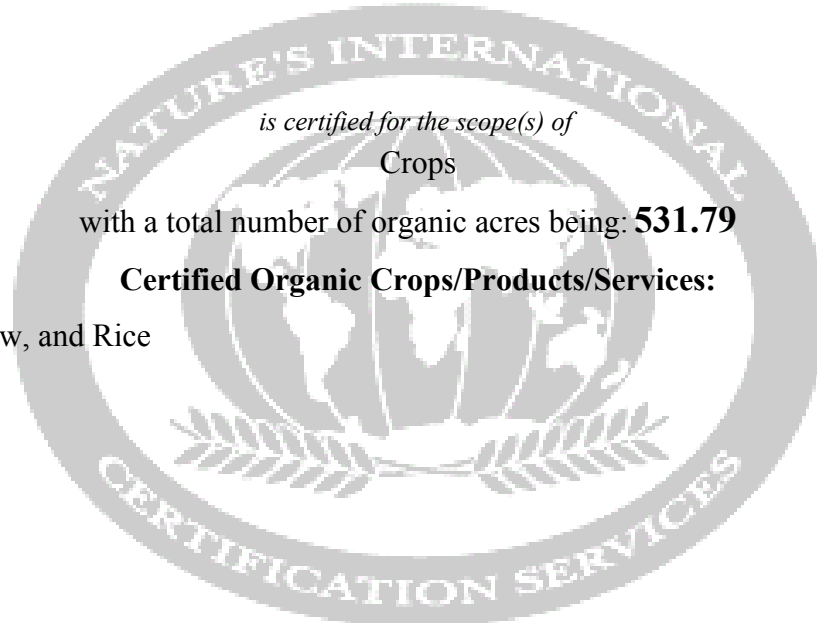 NATURE'S INTERNATIONAL
is certified for the scope(s) of
Crops
with a total number of organic acres being: 531.79
Certified Organic Crops/Products/Services:
w, and Rice
CERTIFICATION SERVICES